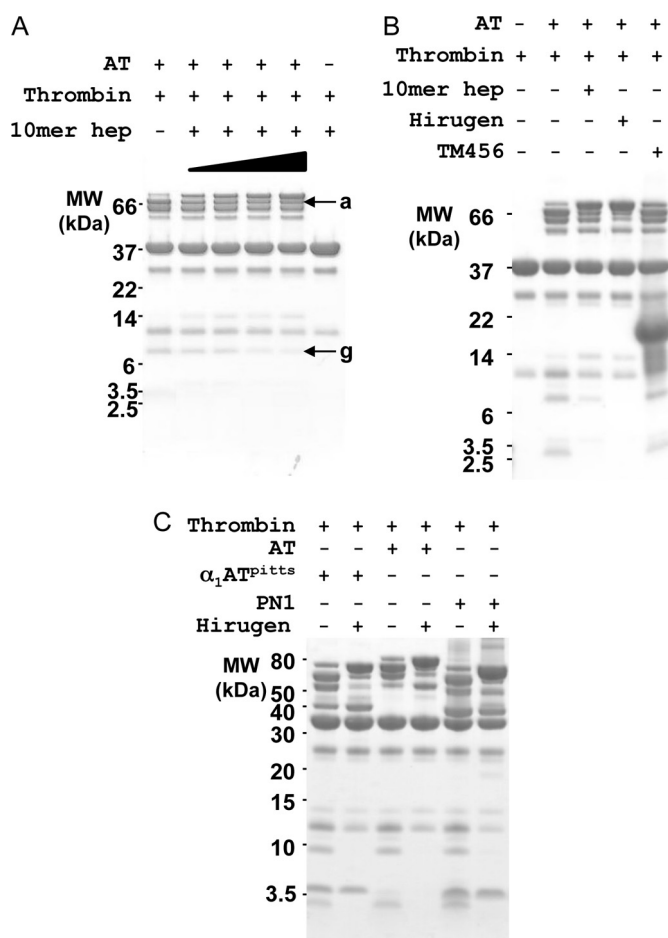 A
AT + + + + + −
Thrombin + + + + + +
10mer hep − + + + + +
MW
(kDa)
66
37
22
14
6
3.5
2.5
a
g
B
AT − + + + +
Thrombin + + + + +
10mer hep − − + − −
Hirugen − − − + −
TM456 − − − − +
MW
(kDa)
66
37
22
14
6
3.5
2.5
C
Thrombin + + + + + +
AT − − + + − −
α₁ATᵖⁱᵗᵗˢ + + − − − −
PN1 − − − − + +
Hirugen − + − + − +
MW
(kDa)
80
50
40
30
20
15
10
3.5